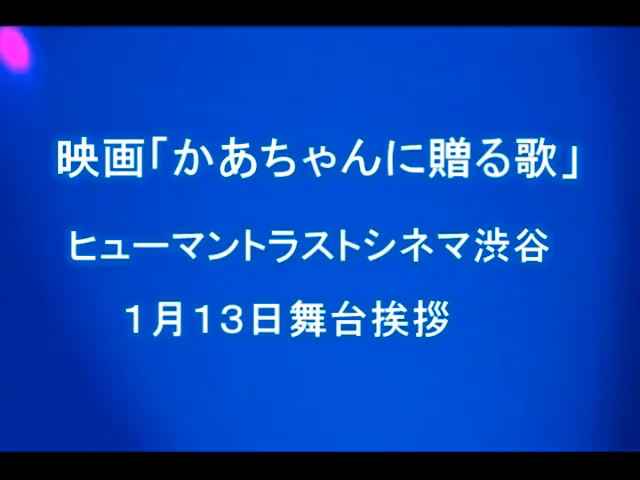 映画「かあちゃんに贈る歌」
ヒューマントラストシネマ渋谷
１月１３日舞台挨拶